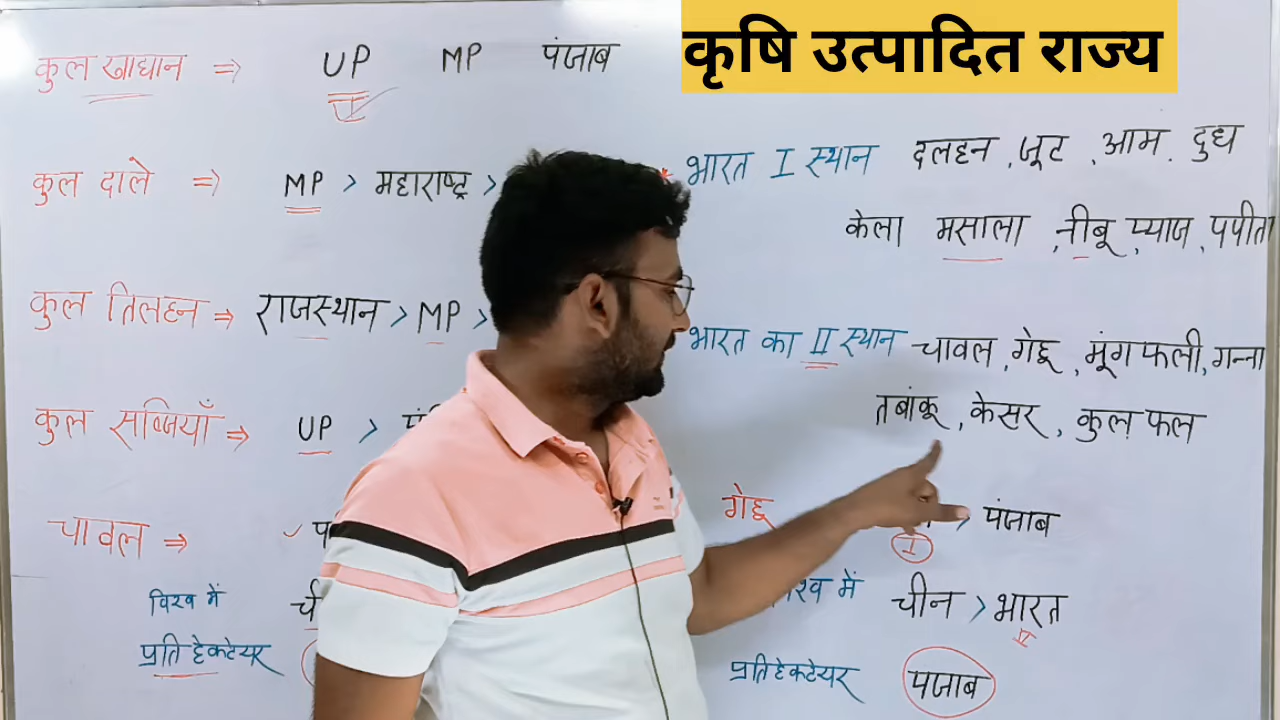 कृषि उत्पादित राज्य
कुल खाद्यान ⇒ UP MP पंजाब
I
कुल दाले ⇒ MP > महाराष्ट्र >
कुल तिलहन ⇒ राजस्थान > MP >
कुल सब्जियाँ ⇒ UP >
चावल ⇒
विश्व में
प्रति हेक्टेयर
* भारत I स्थान दलहन , जूट , आम . दुध
केला मसाला , नीबू प्याज , पपीता
भारत का II स्थान चावल , गेहू , मूंगफली , गन्ना
तबांकू , केसर , कुल फल
गेहू > पंजाब
I
में चीन > भारत
प्रति हेक्टेयर पजाब